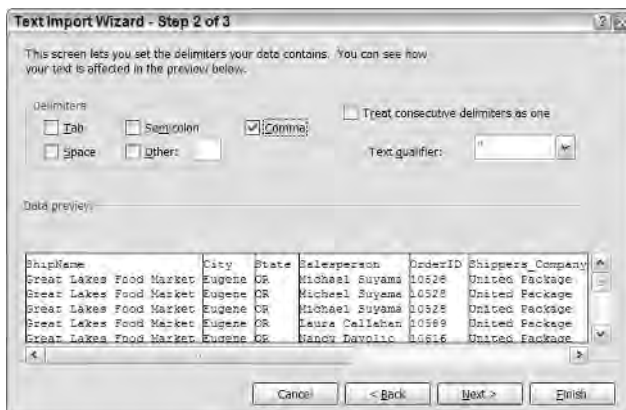 Text Import Wizard - Step 2 of 3
This screen lets you set the delimiters your data contains. You can see how
your text is affected in the preview below.
Delimiters
Tab Semicolon Comma
Space Other:
Treat consecutive delimiters as one
Text qualifier: "
Data preview
ShipName City State Salesperson OrderID Shippers_Company
Great Lakes Food Market Eugene OR Michael Suyama 10528 United Package
Great Lakes Food Market Eugene OR Michael Suyama 10528 United Package
Great Lakes Food Market Eugene OR Michael Suyama 10528 United Package
Great Lakes Food Market Eugene OR Laura Callahan 10589 United Package
Great Lakes Food Market Eugene OR Nancy Davolio 10616 United Package
Cancel < Back Next > Finish